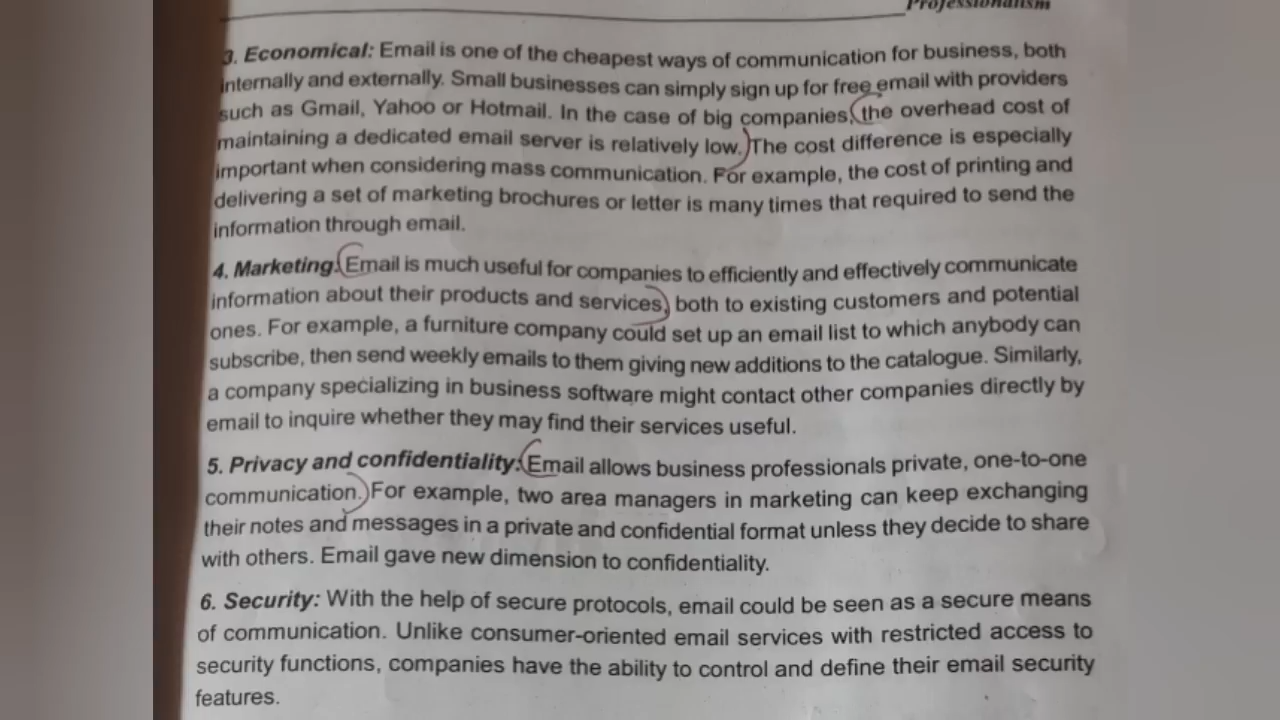 Professionalism
3. Economical: Email is one of the cheapest ways of communication for business, both
internally and externally. Small businesses can simply sign up for free email with providers
such as Gmail, Yahoo or Hotmail. In the case of big companies, the overhead cost of
maintaining a dedicated email server is relatively low. The cost difference is especially
important when considering mass communication. For example, the cost of printing and
delivering a set of marketing brochures or letter is many times that required to send the
information through email.
4. Marketing: Email is much useful for companies to efficiently and effectively communicate
information about their products and services, both to existing customers and potential
ones. For example, a furniture company could set up an email list to which anybody can
subscribe, then send weekly emails to them giving new additions to the catalogue. Similarly,
a company specializing in business software might contact other companies directly by
email to inquire whether they may find their services useful.
5. Privacy and confidentiality: Email allows business professionals private, one-to-one
communication. For example, two area managers in marketing can keep exchanging
their notes and messages in a private and confidential format unless they decide to share
with others. Email gave new dimension to confidentiality.
6. Security: With the help of secure protocols, email could be seen as a secure means
of communication. Unlike consumer-oriented email services with restricted access to
security functions, companies have the ability to control and define their email security
features.